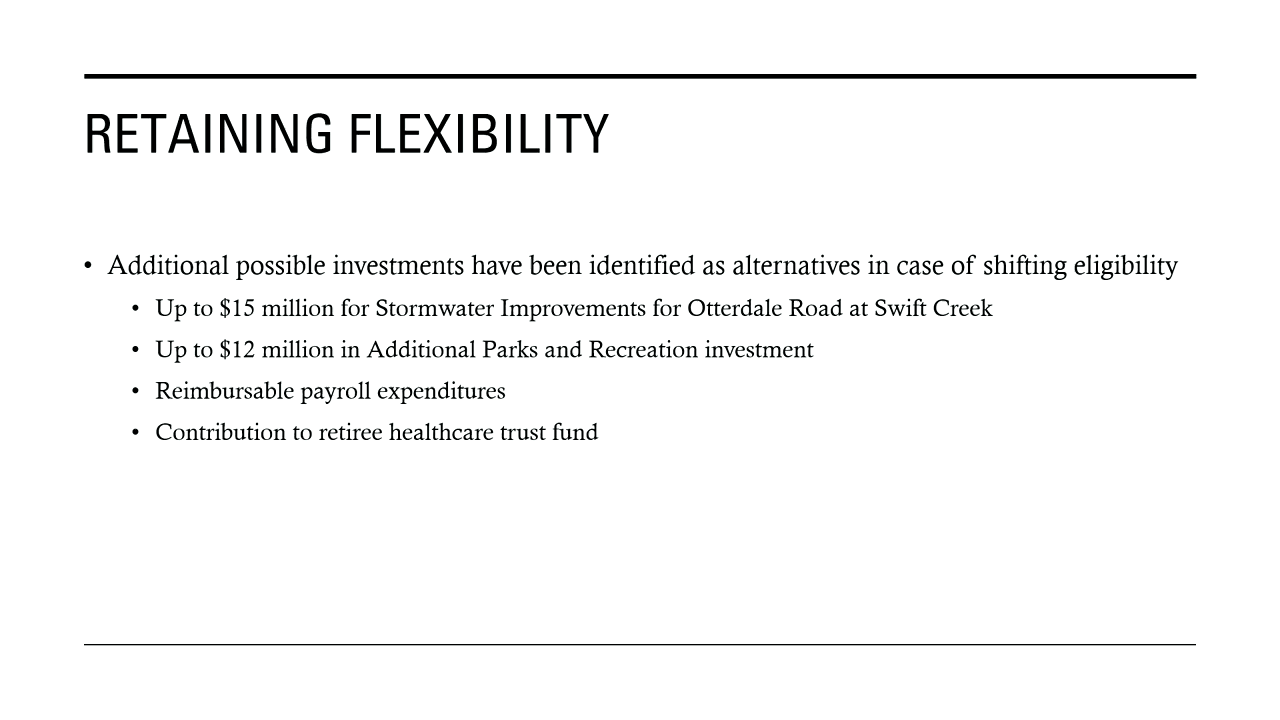 RETAINING FLEXIBILITY
• Additional possible investments have been identified as alternatives in case of shifting eligibility
• Up to $15 million for Stormwater Improvements for Otterdale Road at Swift Creek
• Up to $12 million in Additional Parks and Recreation investment
• Reimbursable payroll expenditures
• Contribution to retiree healthcare trust fund